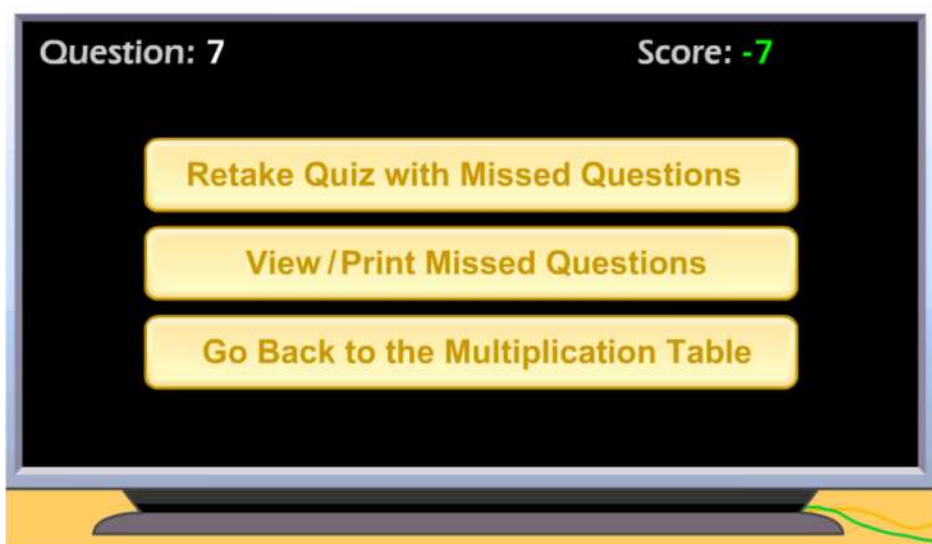 Question: 7 Score: -7
Retake Quiz with Missed Questions
View / Print Missed Questions
Go Back to the Multiplication Table